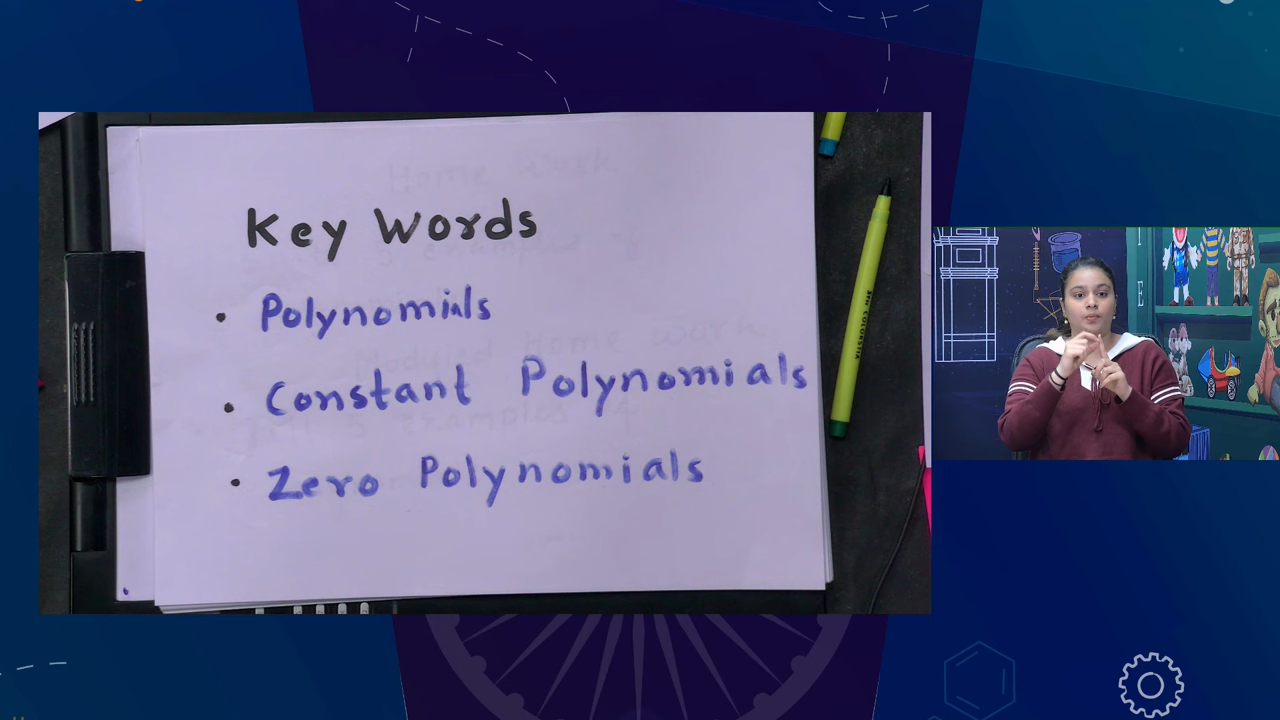 Key Words
• Polynomials
• Constant Polynomials
• Zero Polynomials